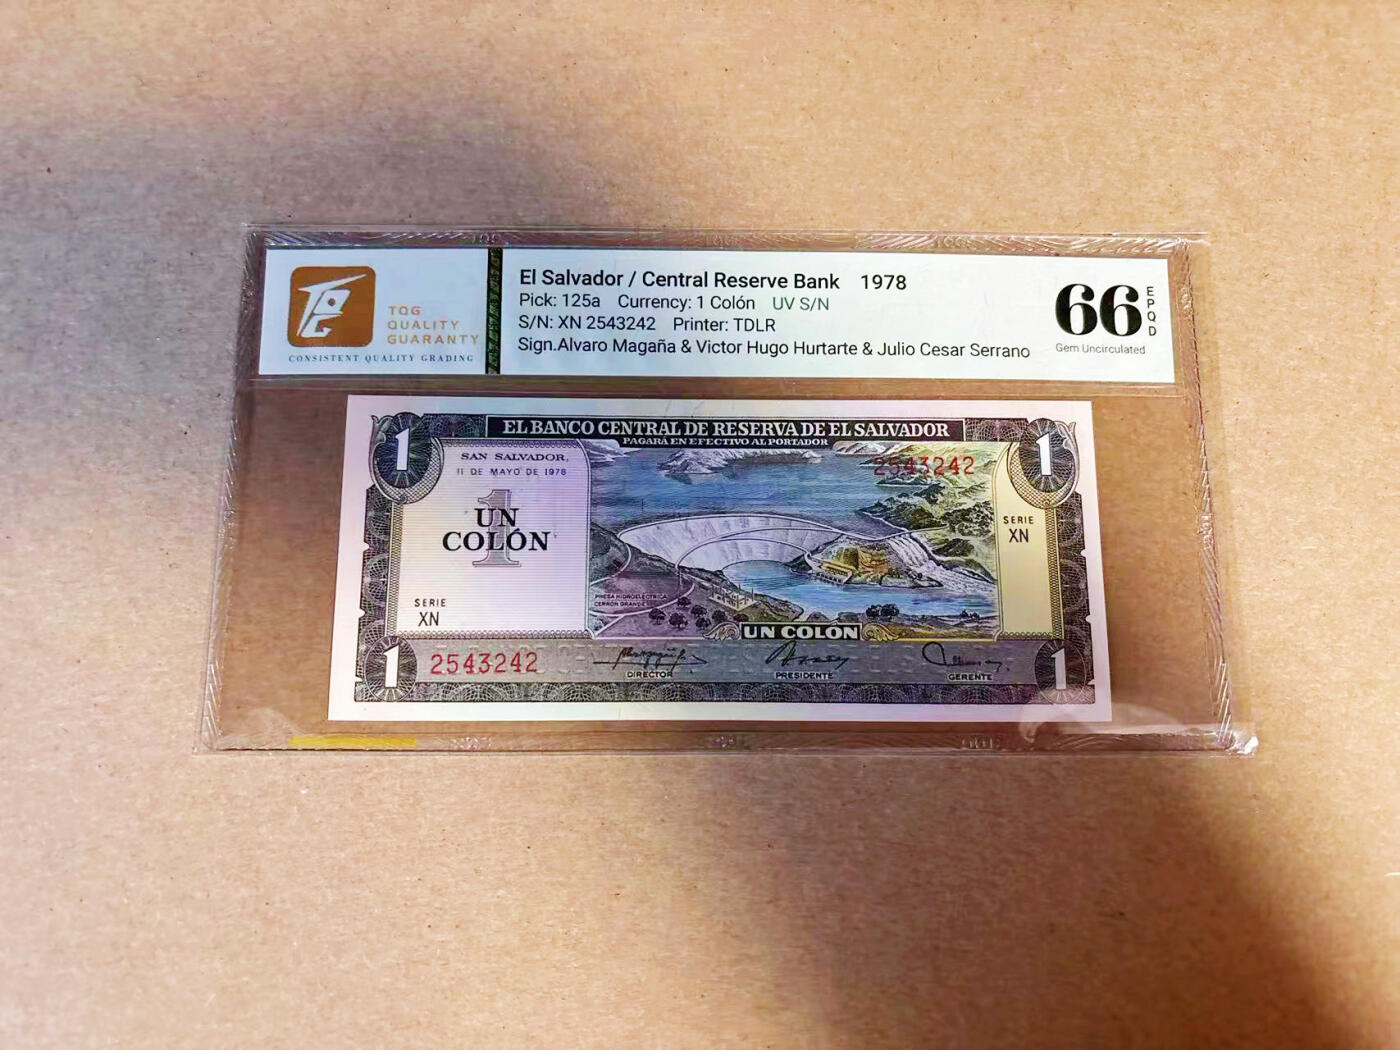 TQG
QUALITY
GUARANTY
CONSISTENT QUALITY GRADING
El Salvador / Central Reserve Bank 1978
Pick: 125a Currency: 1 Colón UV S/N
S/N: XN 2543242 Printer: TDLR
Sign.Alvaro Magaña & Victor Hugo Hurtarte & Julio Cesar Serrano
66
EPQD
Gem Uncirculated
EL BANCO CENTRAL DE RESERVA DE EL SALVADOR
PAGARÁ EN EFECTIVO AL PORTADOR
1
1
SAN SALVADOR,
11 DE MAYO DE 1978
2543242
1
UN
COLÓN
SERIE
XN
SERIE
XN
PRESA HIDROELECTRICA
CERRON GRANDE
UN COLÓN
1
2543242
DIRECTOR
PRESIDENTE
GERENTE
1